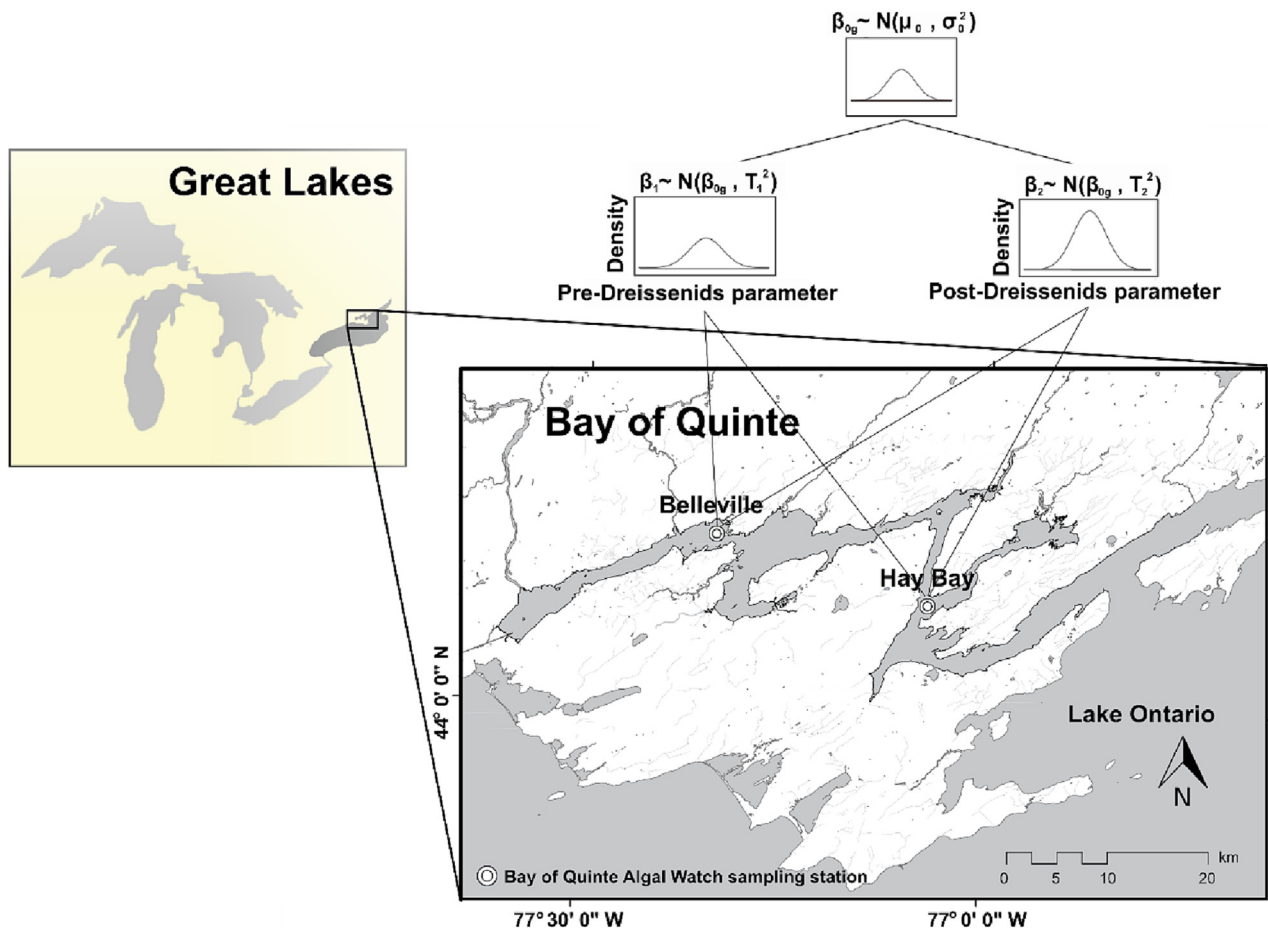 β₀g~ N(μ₀ , σ₀²)
Great Lakes
β₁~ N(β₀g , T₁²)
β₂~ N(β₀g , T₂²)
Density
Density
Pre-Dreissenids parameter
Post-Dreissenids parameter
Bay of Quinte
Belleville
Hay Bay
44° 0' 0" N
Lake Ontario
N
km
0 5 10 20
Bay of Quinte Algal Watch sampling station
77° 30' 0" W
77° 0' 0" W